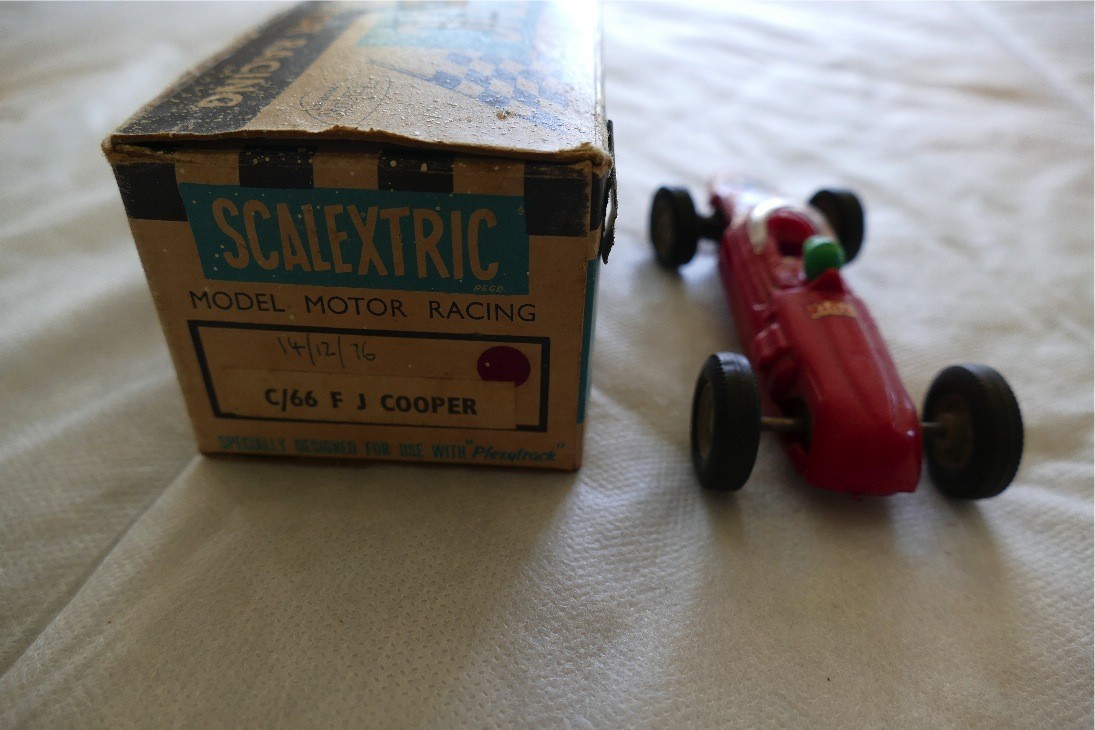 & RACING
SCALEXTRIC
REGD.
MODEL MOTOR RACING
14/12/76
C/66 F J COOPER
SPECIALLY DESIGNED FOR USE WITH "Plexytrack"